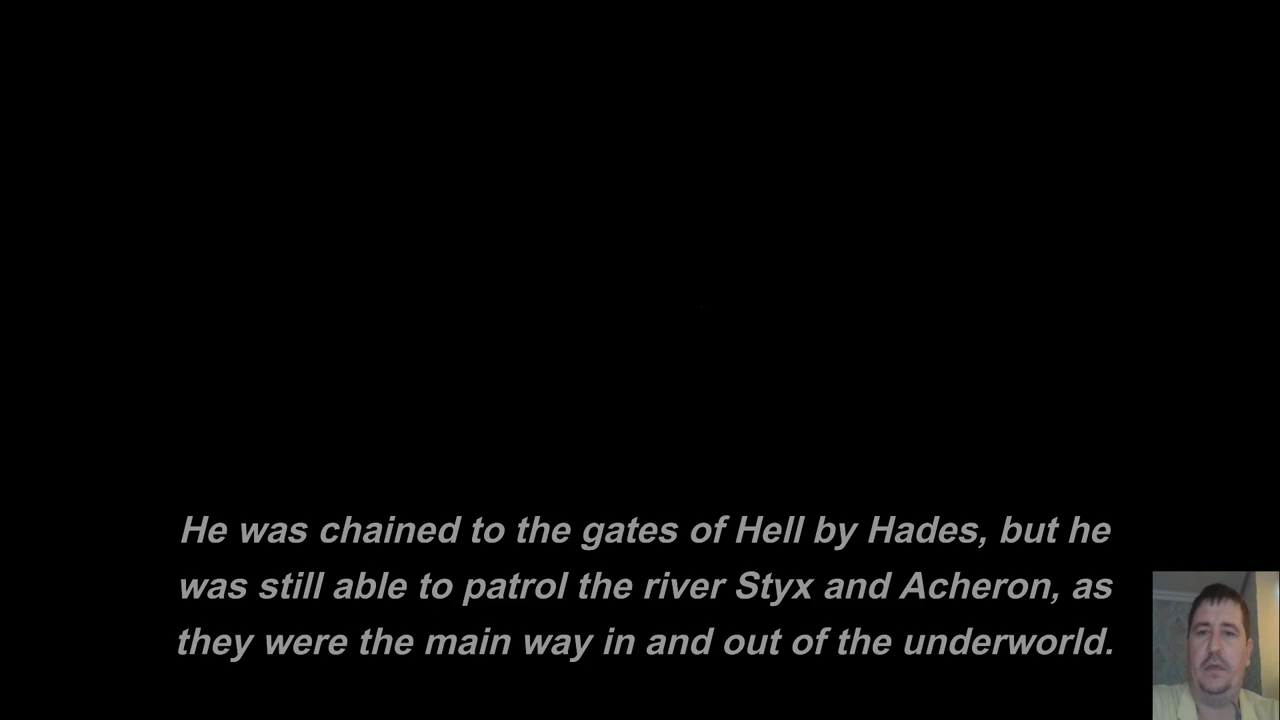 He was chained to the gates of Hell by Hades, but he
was still able to patrol the river Styx and Acheron, as
they were the main way in and out of the underworld.